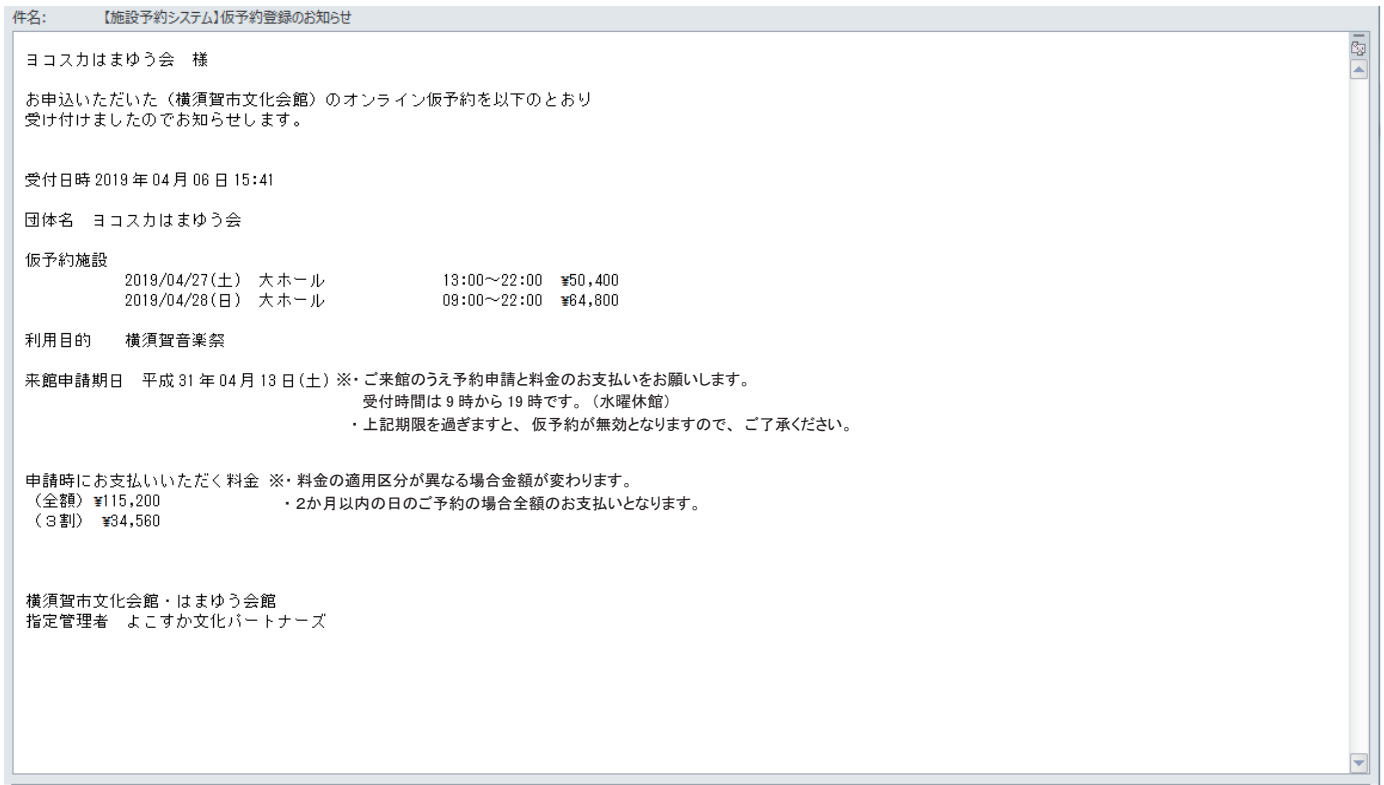 件名: 【施設予約システム】仮予約登録のお知らせ
ヨコスカはまゆう会 様
お申込いただいた（横須賀市文化会館）のオンライン仮予約を以下のとおり
受け付けましたのでお知らせします。
受付日時 2019 年 04 月 06 日 15:41
団体名 ヨコスカはまゆう会
仮予約施設
2019/04/27(土) 大ホール 13:00～22:00 ¥50,400
2019/04/28(日) 大ホール 09:00～22:00 ¥64,800
利用目的 横須賀音楽祭
来館申請期日 平成 31 年 04 月 13 日(土) ※・ご来館のうえ予約申請と料金のお支払いをお願いします。
受付時間は 9 時から 19 時です。（水曜休館）
・上記期限を過ぎますと、仮予約が無効となりますので、ご了承ください。
申請時にお支払いいただく料金 ※・料金の適用区分が異なる場合金額が変わります。
（全額）¥115,200 ・２か月以内の日のご予約の場合全額のお支払いとなります。
（３割） ¥34,560
横須賀市文化会館・はまゆう会館
指定管理者 よこすか文化パートナーズ